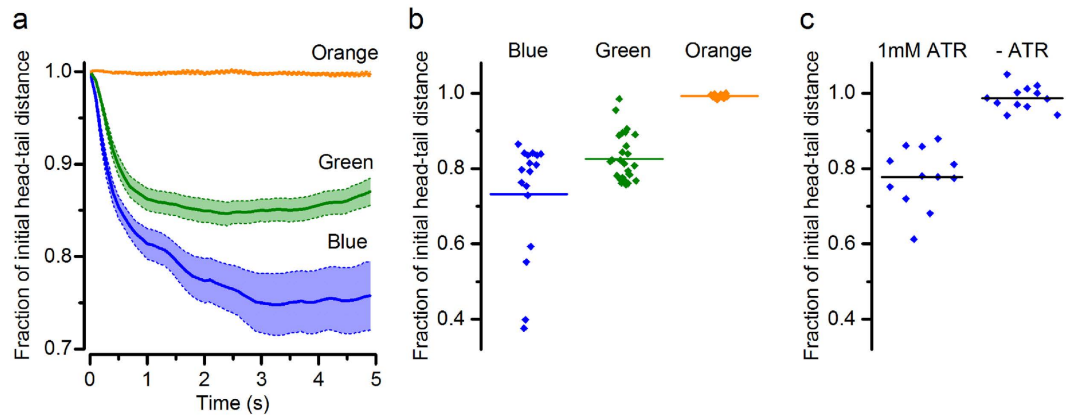 a
Fraction of initial head-tail distance
1.0
0.9
0.8
0.7
Orange
Green
Blue
0 1 2 3 4 5
Time (s)
b
Fraction of initial head-tail distance
Blue Green Orange
1.0
0.8
0.6
0.4
c
Fraction of initial head-tail distance
1mM ATR - ATR
1.0
0.8
0.6
0.4